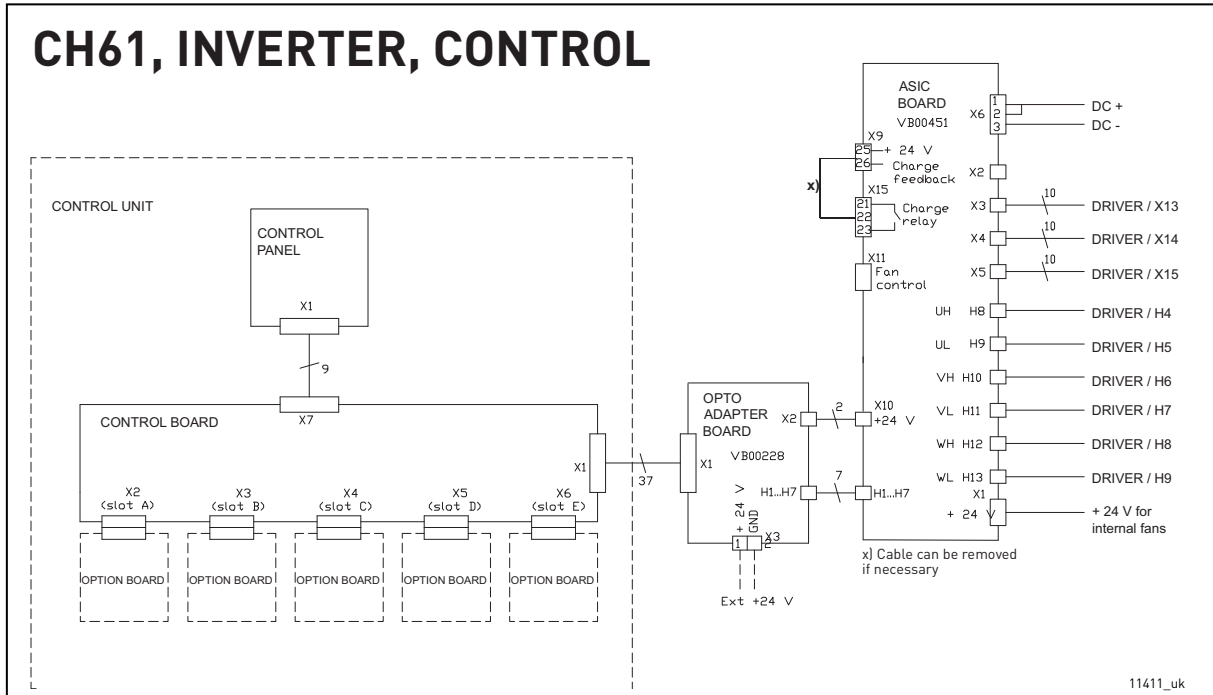 CH61, INVERTER, CONTROL
CONTROL UNIT
CONTROL
PANEL
X1
9
X7
CONTROL BOARD
X1
37
X2
(slot A)
X3
(slot B)
X4
(slot C)
X5
(slot D)
X6
(slot E)
OPTION BOARD
OPTION BOARD
OPTION BOARD
OPTION BOARD
OPTION BOARD
OPTO
ADAPTER
BOARD
VB00228
X1
X2
2
H1...H7
7
+ 24 V
GND
1
2
X3
Ext +24 V
ASIC
BOARD
VB00451
X6
1
2
3
DC +
DC -
X9
25
+ 24 V
26
Charge
feedback
x)
X15
21
22
23
Charge
relay
X11
Fan
control
X2
X3
10
DRIVER / X13
X4
10
DRIVER / X14
X5
10
DRIVER / X15
UH H8
DRIVER / H4
UL H9
DRIVER / H5
VH H10
DRIVER / H6
VL H11
DRIVER / H7
WH H12
DRIVER / H8
WL H13
DRIVER / H9
X10
+24 V
H1...H7
X1
+ 24 V
+ 24 V for
internal fans
x) Cable can be removed
if necessary
11411_uk